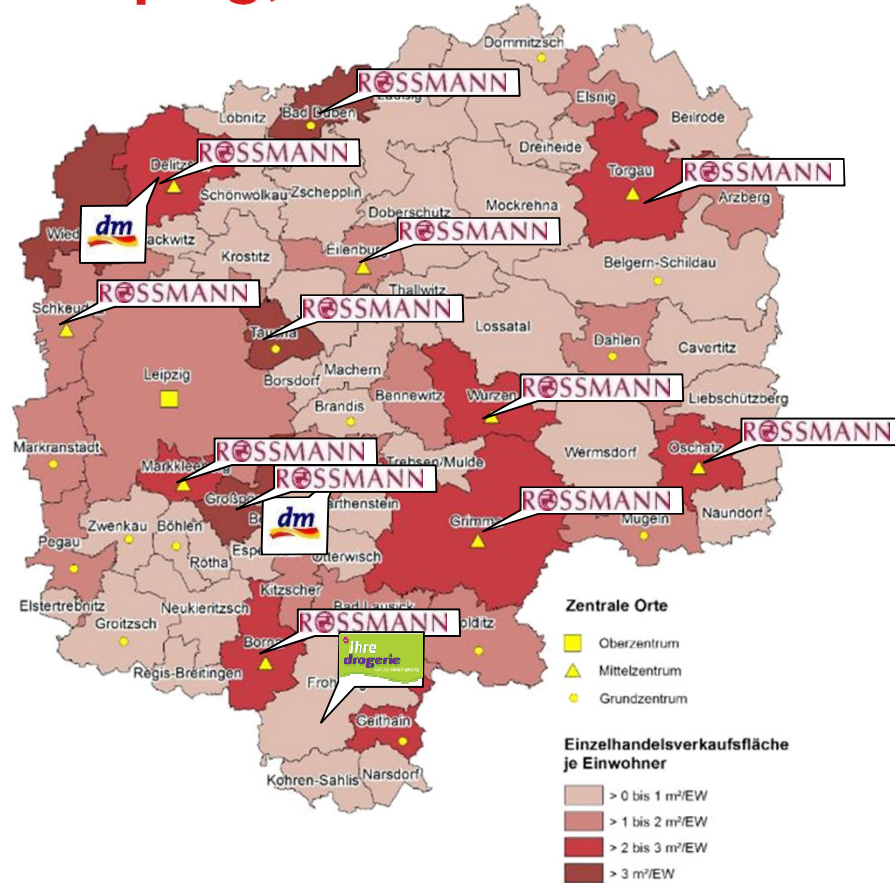 Dommitzsch
ROSSMANN
Elsnig
Löbnitz
Bad Düben
Beilrode
Dreiheide
ROSSMANN
Torgau
ROSSMANN
Schönwölkau
Zschepplin
Mockrehna
Arzberg
dm
Doberschütz
ROSSMANN
Krostitz
Eilenburg
Belgern-Schildau
ROSSMANN
Thallwitz
ROSSMANN
Taucha
Lossatal
Dahlen
Cavertitz
Leipzig
Borsdorf
Machern
Bennewitz
Wurzen
ROSSMANN
Liebschützberg
Brandis
ROSSMANN
Markranstädt
ROSSMANN
Trebsen/Mulde
Wermsdorf
Oschatz
ROSSMANN
Grimma
ROSSMANN
Naundorf
Zwenkau
Böhlen
dm
Mügeln
Pegau
Rötha
Otterwisch
Kitzscher
Elstertrebnitz
Neukieritzsch
Bad Lausick
Groitzsch
ROSSMANN
Borna
ihre
drogerie
Regis-Breitingen
Geithain
Kohren-Sahlis
Narsdorf
Zentrale Orte
Oberzentrum
Mittelzentrum
Grundzentrum
Einzelhandelsverkaufsfläche
je Einwohner
> 0 bis 1 m²/EW
> 1 bis 2 m²/EW
> 2 bis 3 m²/EW
> 3 m²/EW